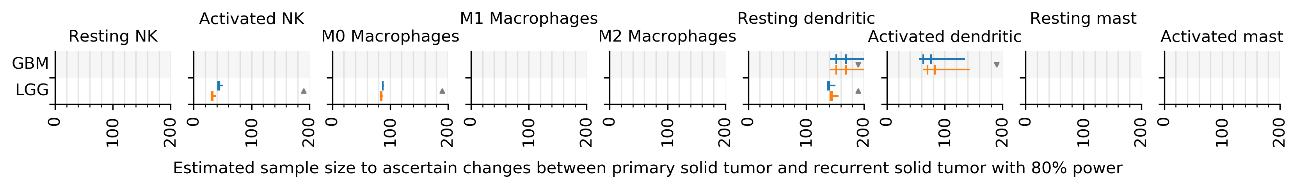 Resting NK
Activated NK
M0 Macrophages
M1 Macrophages
M2 Macrophages
Resting dendritic
Activated dendritic
Resting mast
Activated mast
GBM
LGG
0 100 200 0 100 200 0 100 200 0 100 200 0 100 200 0 100 200 0 100 200 0 100 200 0 100 200
Estimated sample size to ascertain changes between primary solid tumor and recurrent solid tumor with 80% power